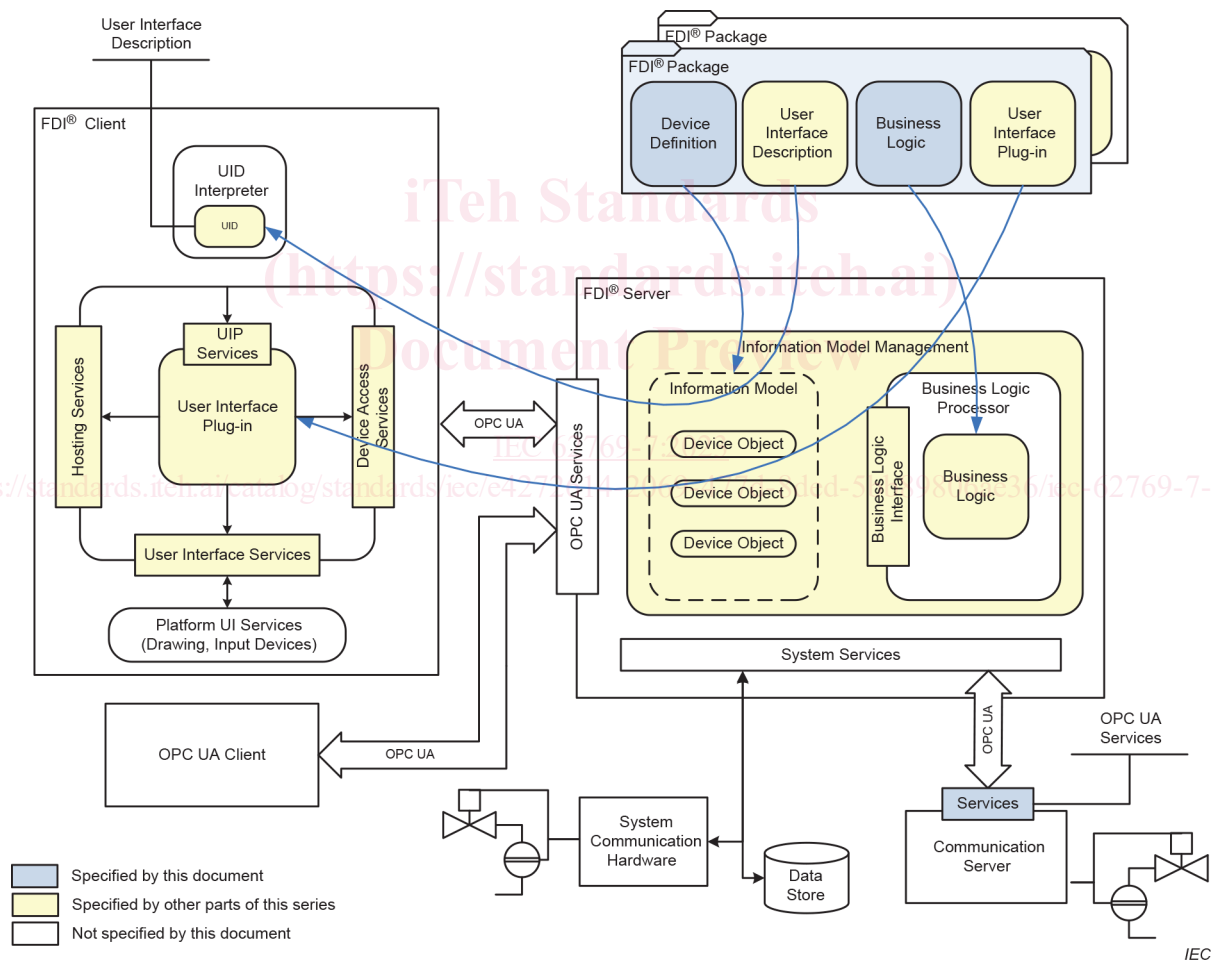 User Interface
Description
FDI® Package
FDI® Package
Device
Definition
User
Interface
Description
Business
Logic
User
Interface
Plug-in
FDI® Client
UID
Interpreter
UID
iTeh Standards
(https://standards.iteh.ai)
Document Preview
UIP
Services
Hosting Services
User Interface
Plug-in
Device Access
Services
User Interface Services
Platform UI Services
(Drawing, Input Devices)
OPC UA
FDI® Server
OPC UA Services
Information Model Management
Information Model
Device Object
Device Object
Device Object
Business Logic
Processor
Business Logic
Interface
Business
Logic
System Services
OPC UA Client
OPC UA
OPC UA
OPC UA
Services
Services
Communication
Server
System
Communication
Hardware
Data
Store
Specified by this document
Specified by other parts of this series
Not specified by this document
IEC